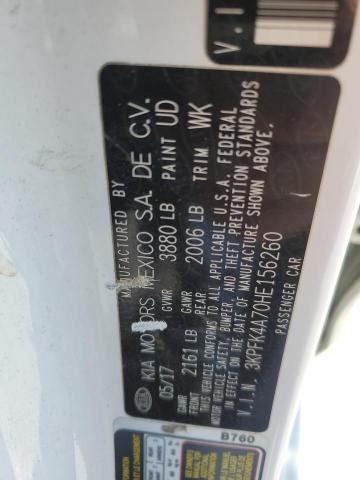 MANUFACTURED BY
KIA MOTORS MEXICO S.A. DE C.V.
05/17 GVWR 3880 LB PAINT UD
GAWR FRONT 2161 LB GAWR REAR 2006 LB TRIM WK
THIS VEHICLE CONFORMS TO ALL APPLICABLE U.S.A. FEDERAL
MOTOR VEHICLE SAFETY, BUMPER, AND THEFT PREVENTION STANDARDS
IN EFFECT ON THE DATE OF MANUFACTURE SHOWN ABOVE.
V.I.N. 3KPFK4A70HE156260
PASSENGER CAR
V.I
B760